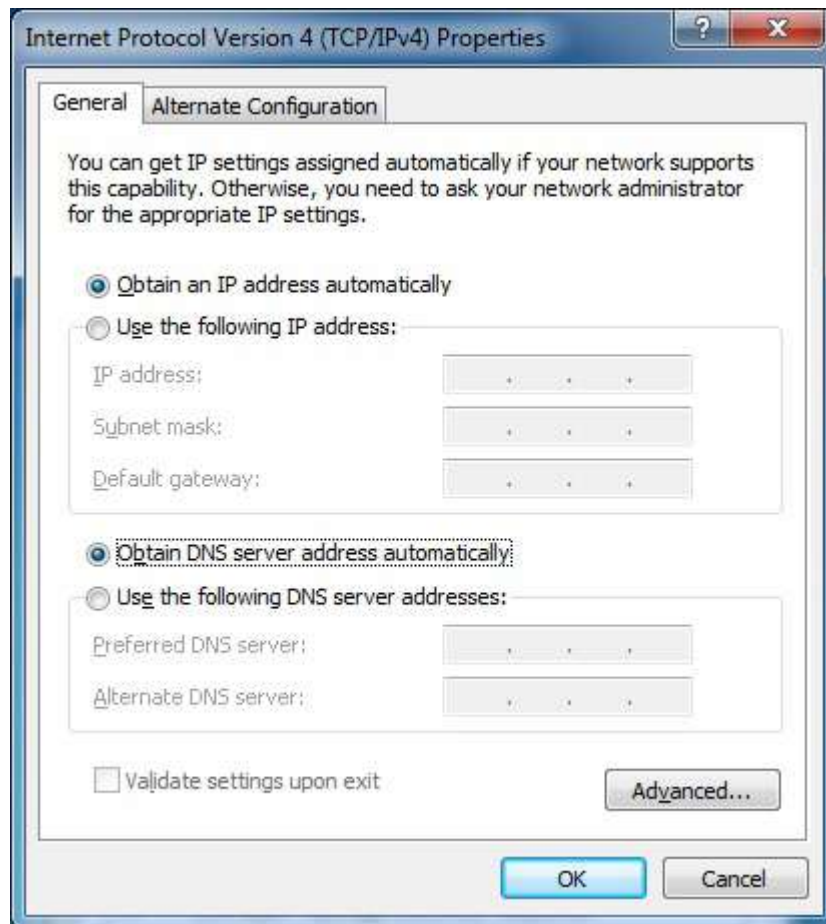 Internet Protocol Version 4 (TCP/IPv4) Properties
?
General
Alternate Configuration
You can get IP settings assigned automatically if your network supports
this capability. Otherwise, you need to ask your network administrator
for the appropriate IP settings.
Obtain an IP address automatically
Use the following IP address:
IP address:
. . .
Subnet mask:
. . .
Default gateway:
. . .
Obtain DNS server address automatically
Use the following DNS server addresses:
Preferred DNS server:
. . .
Alternate DNS server:
. . .
Validate settings upon exit
Advanced...
OK
Cancel